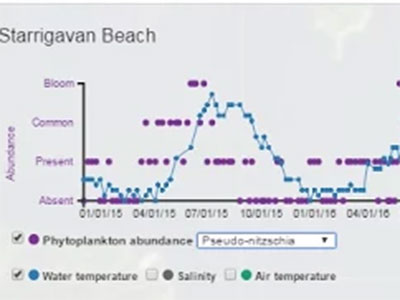 Starrigavan Beach
Bloom
Common
Present
Absent
Abundance
01/01/15 04/01/15 07/01/15 10/01/15 01/01/16 04/01/16
Phytoplankton abundance Pseudo-nitzschia
Water temperature Salinity Air temperature